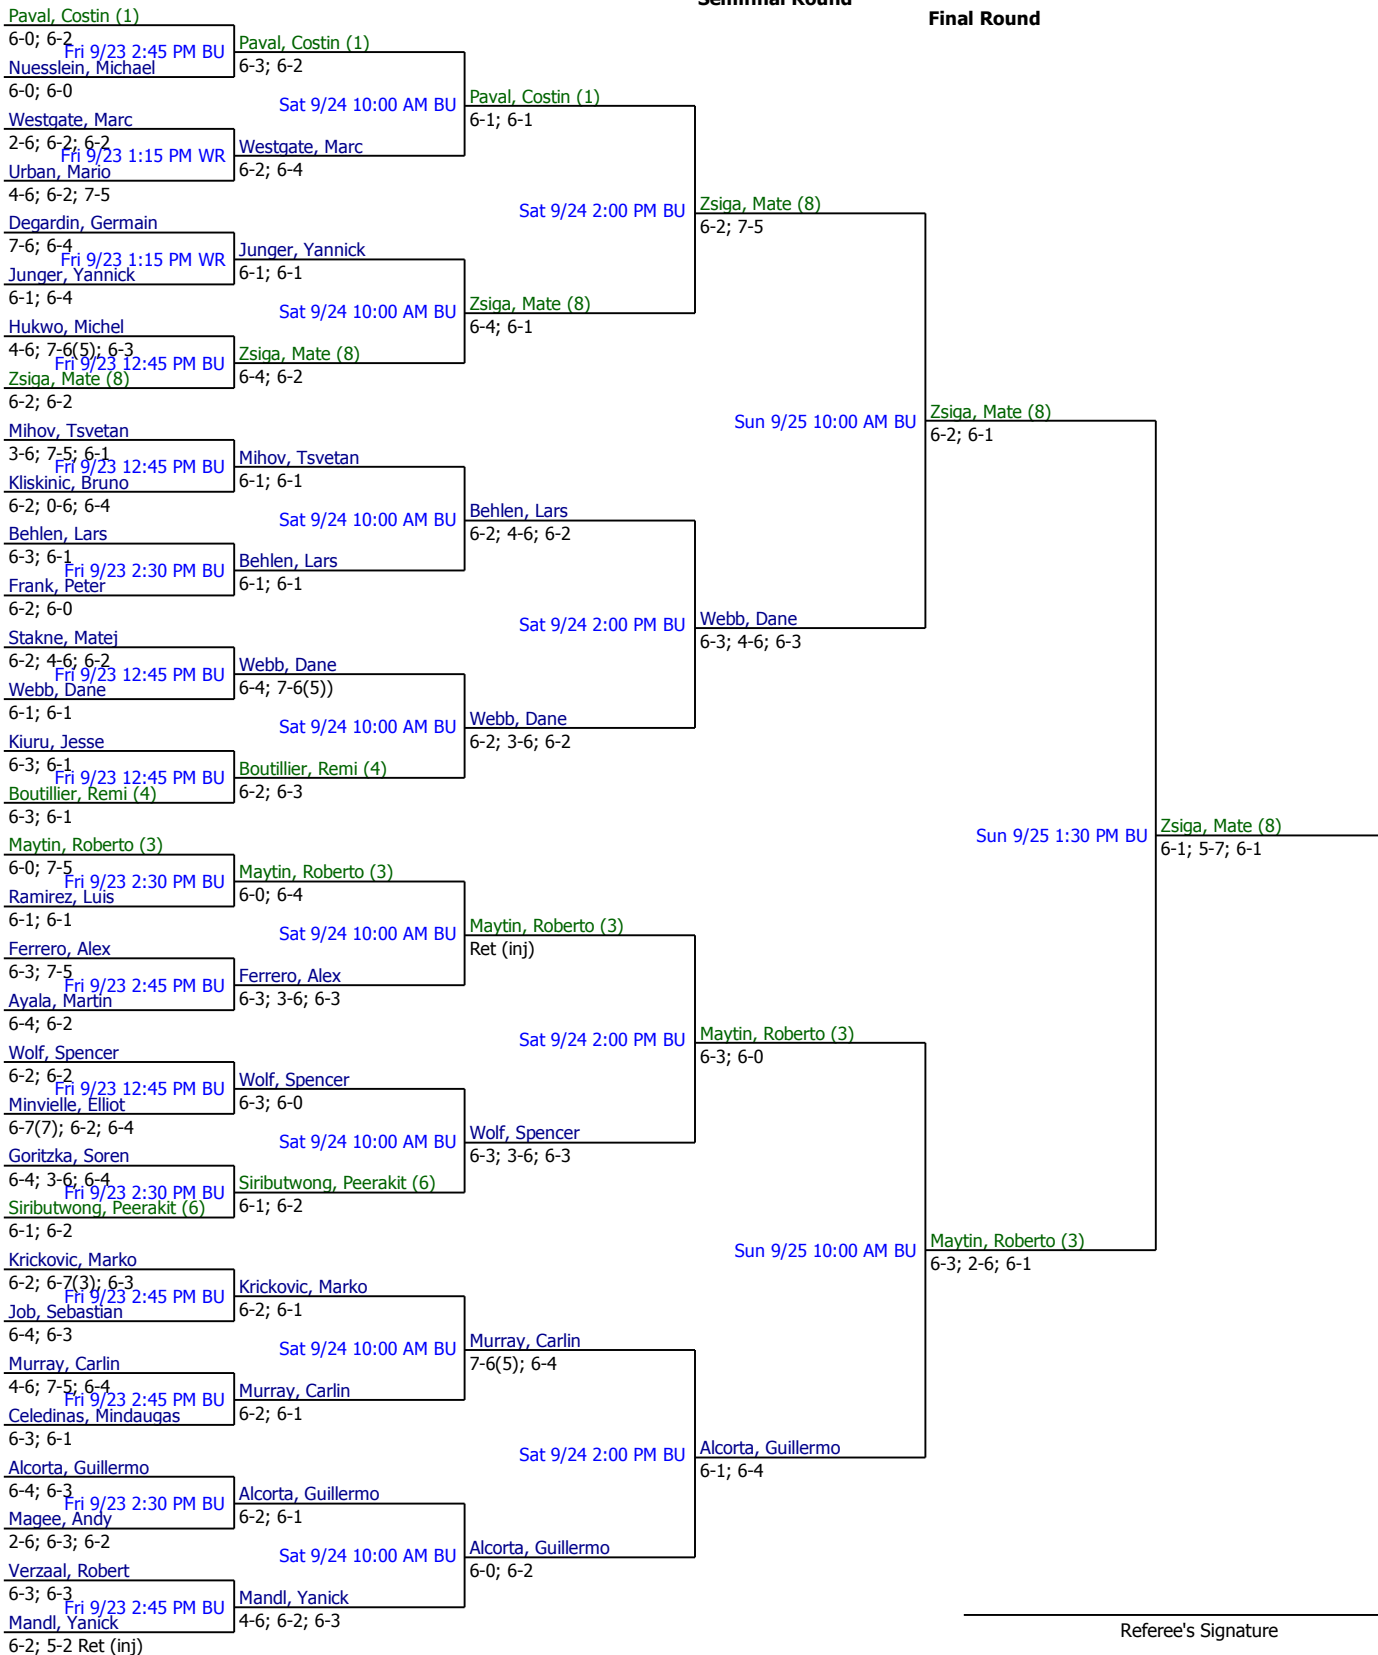 Semifinal Round
Final Round
Paval, Costin (1)
6-0; 6-2
Fri 9/23 2:45 PM BU
Nuesslein, Michael
6-0; 6-0
Westgate, Marc
2-6; 6-2; 6-2
Fri 9/23 1:15 PM WR
Urban, Mario
4-6; 6-2; 7-5
Degardin, Germain
7-6; 6-4
Fri 9/23 1:15 PM WR
Junger, Yannick
6-1; 6-4
Hukwo, Michel
4-6; 7-6(5); 6-3
Fri 9/23 12:45 PM BU
Zsiga, Mate (8)
6-2; 6-2
Mihov, Tsvetan
3-6; 7-5; 6-1
Fri 9/23 12:45 PM BU
Kliskinic, Bruno
6-2; 0-6; 6-4
Behlen, Lars
6-3; 6-1
Fri 9/23 2:30 PM BU
Frank, Peter
6-2; 6-0
Stakne, Matej
6-2; 4-6; 6-2
Fri 9/23 12:45 PM BU
Webb, Dane
6-1; 6-1
Kiuru, Jesse
6-3; 6-1
Fri 9/23 12:45 PM BU
Boutillier, Remi (4)
6-3; 6-1
Maytin, Roberto (3)
6-0; 7-5
Fri 9/23 2:30 PM BU
Ramirez, Luis
6-1; 6-1
Ferrero, Alex
6-3; 7-5
Fri 9/23 2:45 PM BU
Ayala, Martin
6-4; 6-2
Wolf, Spencer
6-2; 6-2
Fri 9/23 12:45 PM BU
Minvielle, Elliot
6-7(7); 6-2; 6-4
Goritzka, Soren
6-4; 3-6; 6-4
Fri 9/23 2:30 PM BU
Siributwong, Peerakit (6)
6-1; 6-2
Krickovic, Marko
6-2; 6-7(3); 6-3
Fri 9/23 2:45 PM BU
Job, Sebastian
6-4; 6-3
Murray, Carlin
4-6; 7-5; 6-4
Fri 9/23 2:45 PM BU
Celedinas, Mindaugas
6-3; 6-1
Alcorta, Guillermo
6-4; 6-3
Fri 9/23 2:30 PM BU
Magee, Andy
2-6; 6-3; 6-2
Verzaal, Robert
6-3; 6-3
Fri 9/23 2:45 PM BU
Mandl, Yanick
6-2; 5-2 Ret (inj)
Paval, Costin (1)
6-3; 6-2
Sat 9/24 10:00 AM BU
Westgate, Marc
6-2; 6-4
Junger, Yannick
6-1; 6-1
Sat 9/24 10:00 AM BU
Zsiga, Mate (8)
6-4; 6-2
Mihov, Tsvetan
6-1; 6-1
Sat 9/24 10:00 AM BU
Behlen, Lars
6-1; 6-1
Webb, Dane
6-4; 7-6(5))
Sat 9/24 10:00 AM BU
Boutillier, Remi (4)
6-2; 6-3
Maytin, Roberto (3)
6-0; 6-4
Sat 9/24 10:00 AM BU
Ferrero, Alex
6-3; 3-6; 6-3
Wolf, Spencer
6-3; 6-0
Sat 9/24 10:00 AM BU
Siributwong, Peerakit (6)
6-1; 6-2
Krickovic, Marko
6-2; 6-1
Sat 9/24 10:00 AM BU
Murray, Carlin
6-2; 6-1
Alcorta, Guillermo
6-2; 6-1
Sat 9/24 10:00 AM BU
Mandl, Yanick
4-6; 6-2; 6-3
Paval, Costin (1)
6-1; 6-1
Sat 9/24 2:00 PM BU
Zsiga, Mate (8)
6-4; 6-1
Behlen, Lars
6-2; 4-6; 6-2
Sat 9/24 2:00 PM BU
Webb, Dane
6-2; 3-6; 6-2
Maytin, Roberto (3)
Ret (inj)
Sat 9/24 2:00 PM BU
Wolf, Spencer
6-3; 3-6; 6-3
Murray, Carlin
7-6(5); 6-4
Sat 9/24 2:00 PM BU
Alcorta, Guillermo
6-0; 6-2
Zsiga, Mate (8)
6-2; 7-5
Sun 9/25 10:00 AM BU
Webb, Dane
6-3; 4-6; 6-3
Maytin, Roberto (3)
6-3; 6-0
Sun 9/25 10:00 AM BU
Alcorta, Guillermo
6-1; 6-4
Zsiga, Mate (8)
6-2; 6-1
Sun 9/25 1:30 PM BU
Maytin, Roberto (3)
6-3; 2-6; 6-1
Zsiga, Mate (8)
6-1; 5-7; 6-1
Referee's Signature